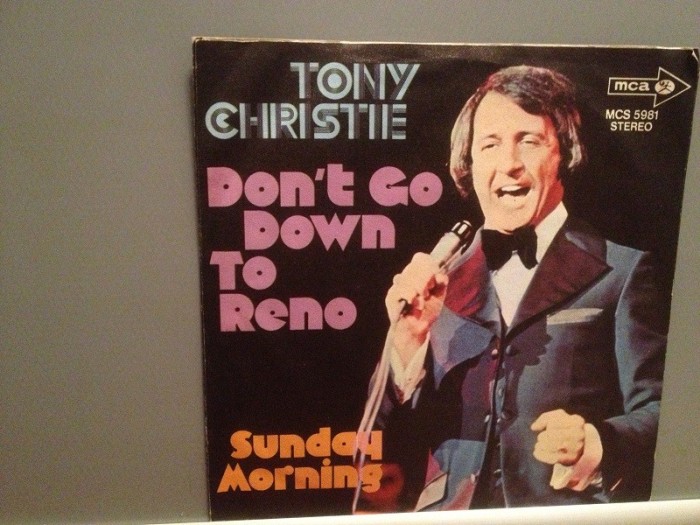 TONY
CHRISTIE
mca
MCS 5981
STEREO
Don't Go
Down
To
Reno
Sunday
Morning